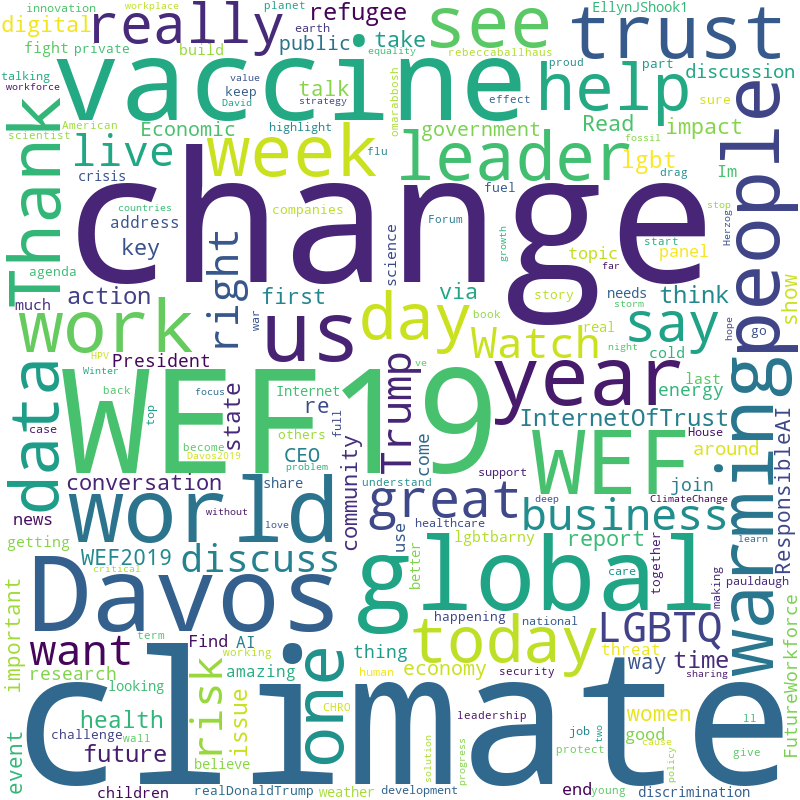 innovation
planet
workplace
digital
really
refugee
see
EllynJShook1
trust
fight
private
build
public
earth
take
equality
rebeccaballhaus
proud
part
talking
workforce
vaccine
value
David
keep
strategy
talk
effect
omarabbosh
help
discussion
sure
scientist
American
Economic
highlight
government
Read
impact
people
Thank
live
week
flu
leader
lgbt
fossil
drag
Im
crisis
change
fuel
stop
countries
address
companies
Forum
key
right
science
growth
start
topic
panel
Herzog
agenda
action
first
via
story
far
needs
think
show
much
war
book
real
storm
hope
go
work
us
day
Watch
night
say
cold
HPV
President
Trump
ve
year
energy
last
warming
Winter
back
WEF19
Internet
focus
data
case
top
state
re
full
others
come
InternetOfTrust
House
ResponsibleAI
become
Davos2019
CEO
problem
community
WEF
around
conversation
share
understand
support
deep
join
ClimateChange
news
world
without
love
great
healthcare
business
getting
WEF2019
discuss
use
lgbtbarny
report
together
learn
critical
Davos
better
global
care
making
pauldaugh
sharing
important
want
term
Find
AI
working
happening
national
LGBTQ
today
threat
way
time
FutureWorkforce
research
looking
risk
amazing
issue
one
thing
economy
human
security
health
CHRO
leadership
women
ll
event
challenge
wall
future
believe
climate
solution
progress
job
two
good
protect
cause
policy
give
children
realDonaldTrump
weather
development
end
young
discrimination